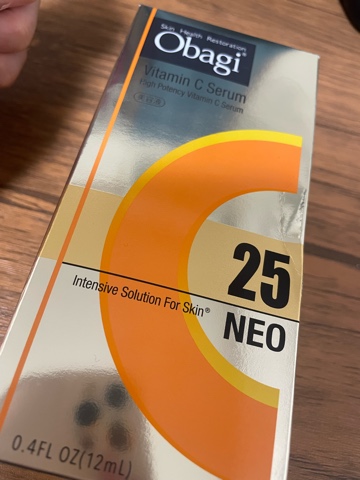 Skin Health Restoration
Obagi®
Vitamin C Serum
High Potency Vitamin C Serum
25
NEO
Intensive Solution For Skin®
0.4FL OZ(12mL)